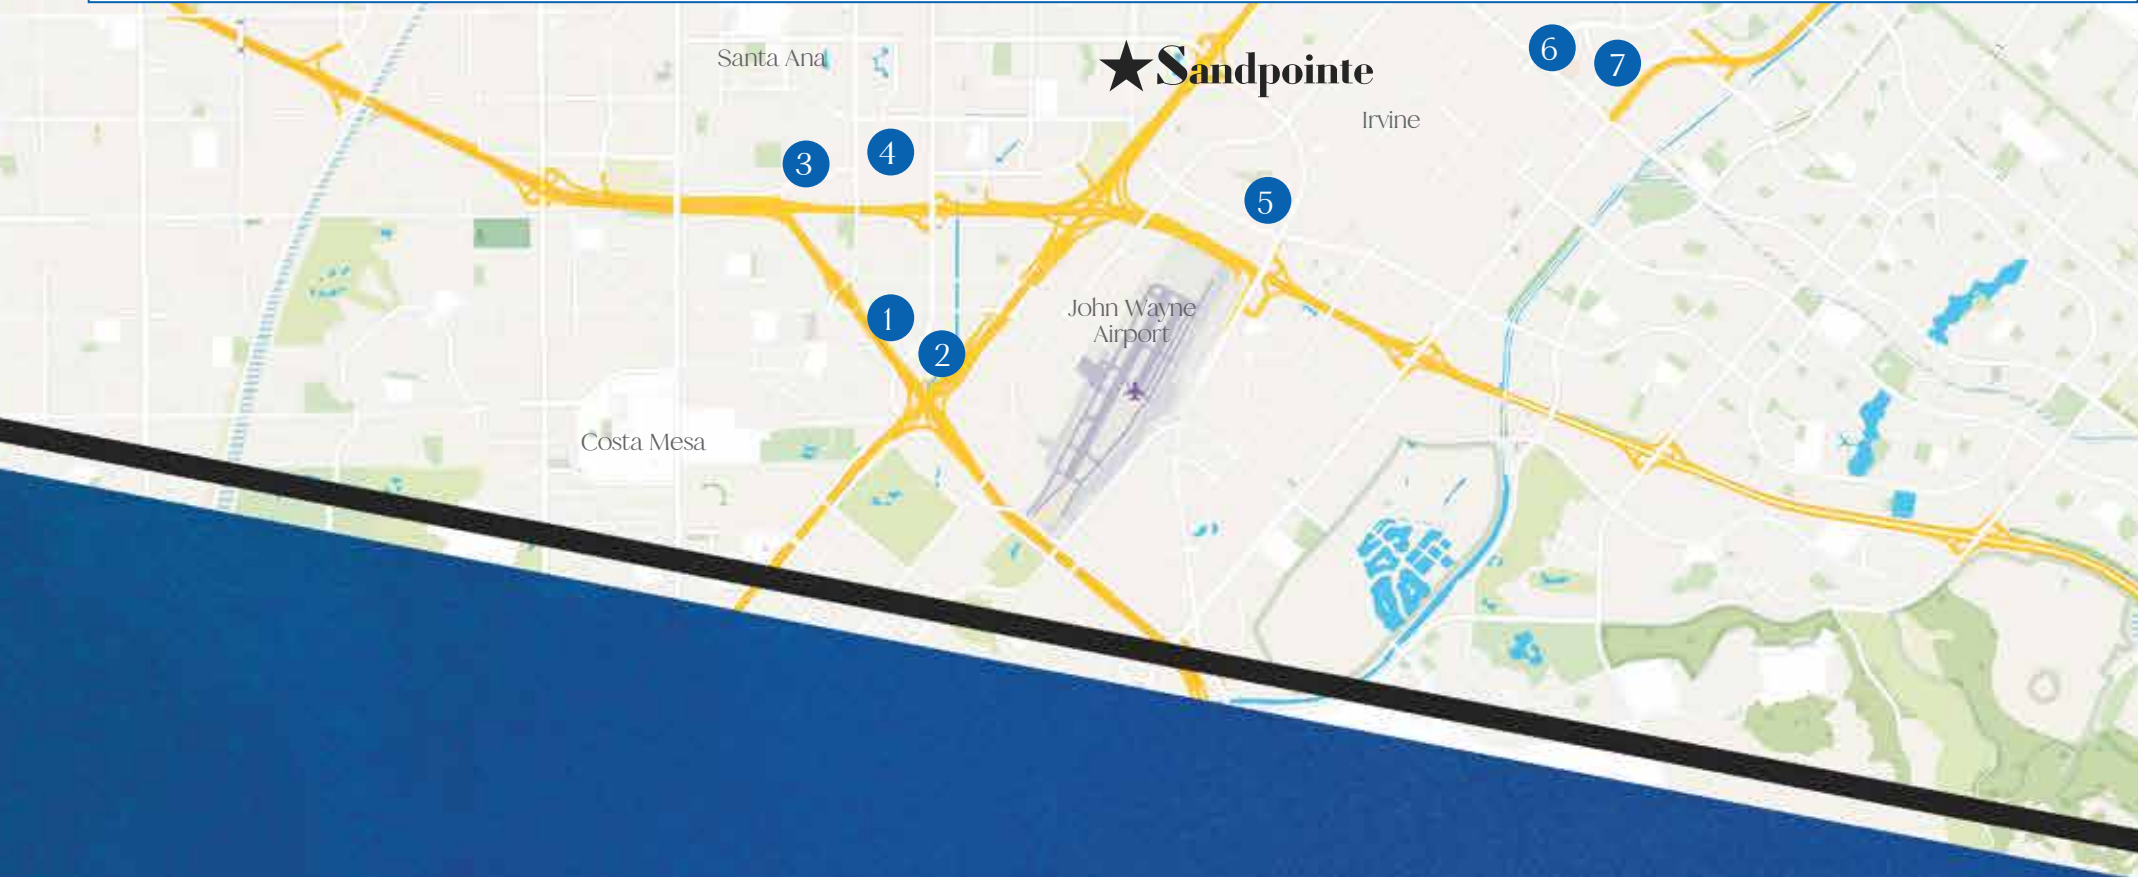 Santa Ana
Sandpointe
6
7
Irvine
3
4
5
1
2
John Wayne
Airport
Costa Mesa